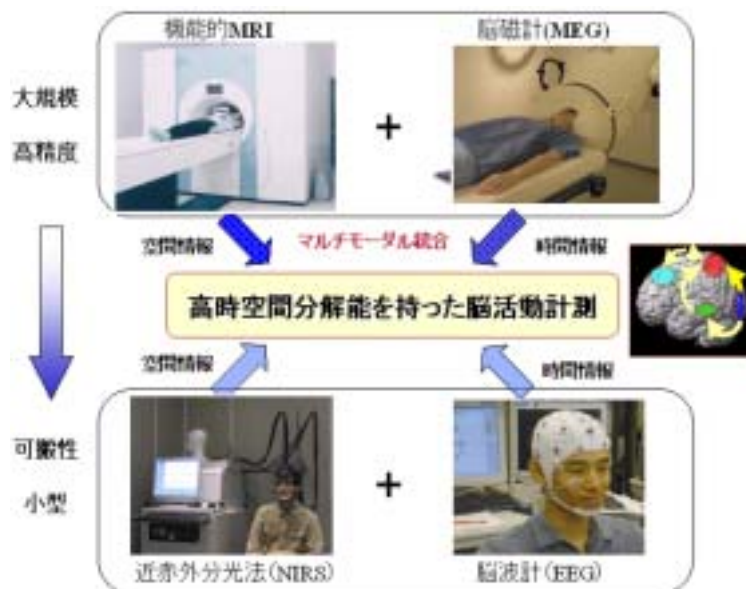 機能的MRI
脳磁計(MEG)
大規模
高精度
+
空間情報
マルチモーダル統合
時間情報
高時空間分解能を持った脳活動計測
空間情報
時間情報
可搬性
小型
+
近赤外分光法(NIRS)
脳波計(EEG)